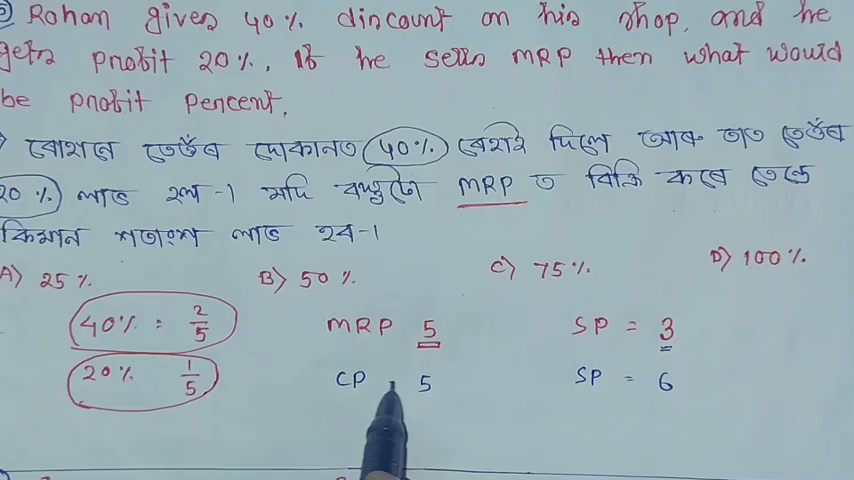 Rohan gives 40% discount on his shop, and he
gets profit 20%, If he sells MRP then what would
be profit percent.
ৰোহানে তেওঁৰ দোকানত 40% ৰেহাই দিলে আৰু তাত তেওঁৰ
20% লাভ হল। যদি বস্তুটো MRP ত বিক্ৰি কৰে তেন্তে
কিমান শতাংশ লাভ হব।
A) 25% B) 50% C) 75% D) 100%
40% = 2/5 MRP 5 SP = 3
20% 1/5 CP 5 SP = 6